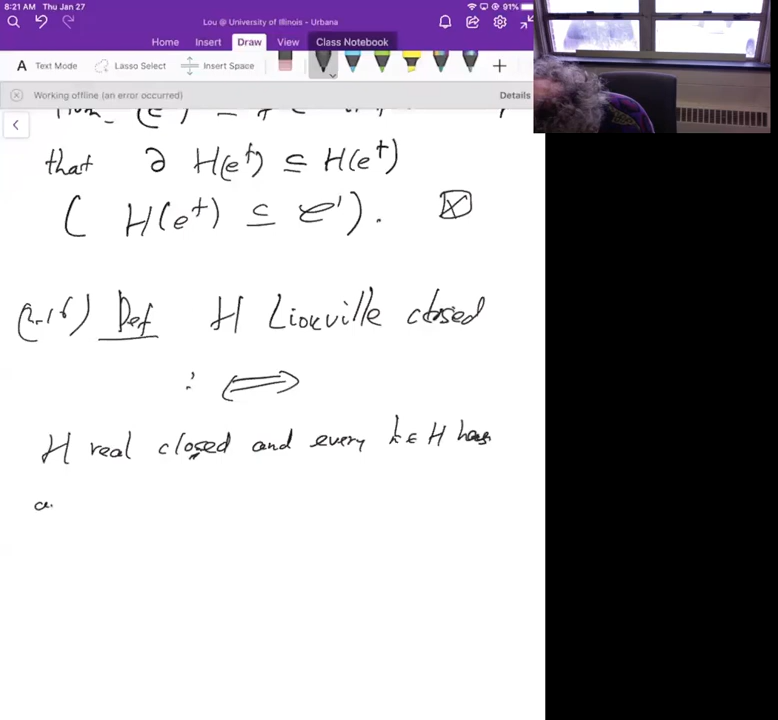 8:21 AM Thu Jan 27
91%
Lou @ University of Illinois - Urbana
Home Insert Draw View Class Notebook
A Text Mode Lasso Select Insert Space
Working offline (an error occurred) Details
that ∂ H(e^f) ⊆ H(e^f)
( H(e^f) ⊆ 𝒞¹). ☒
Def H Liouville closed
: ⟺
H real closed and every h ∈ H has
a